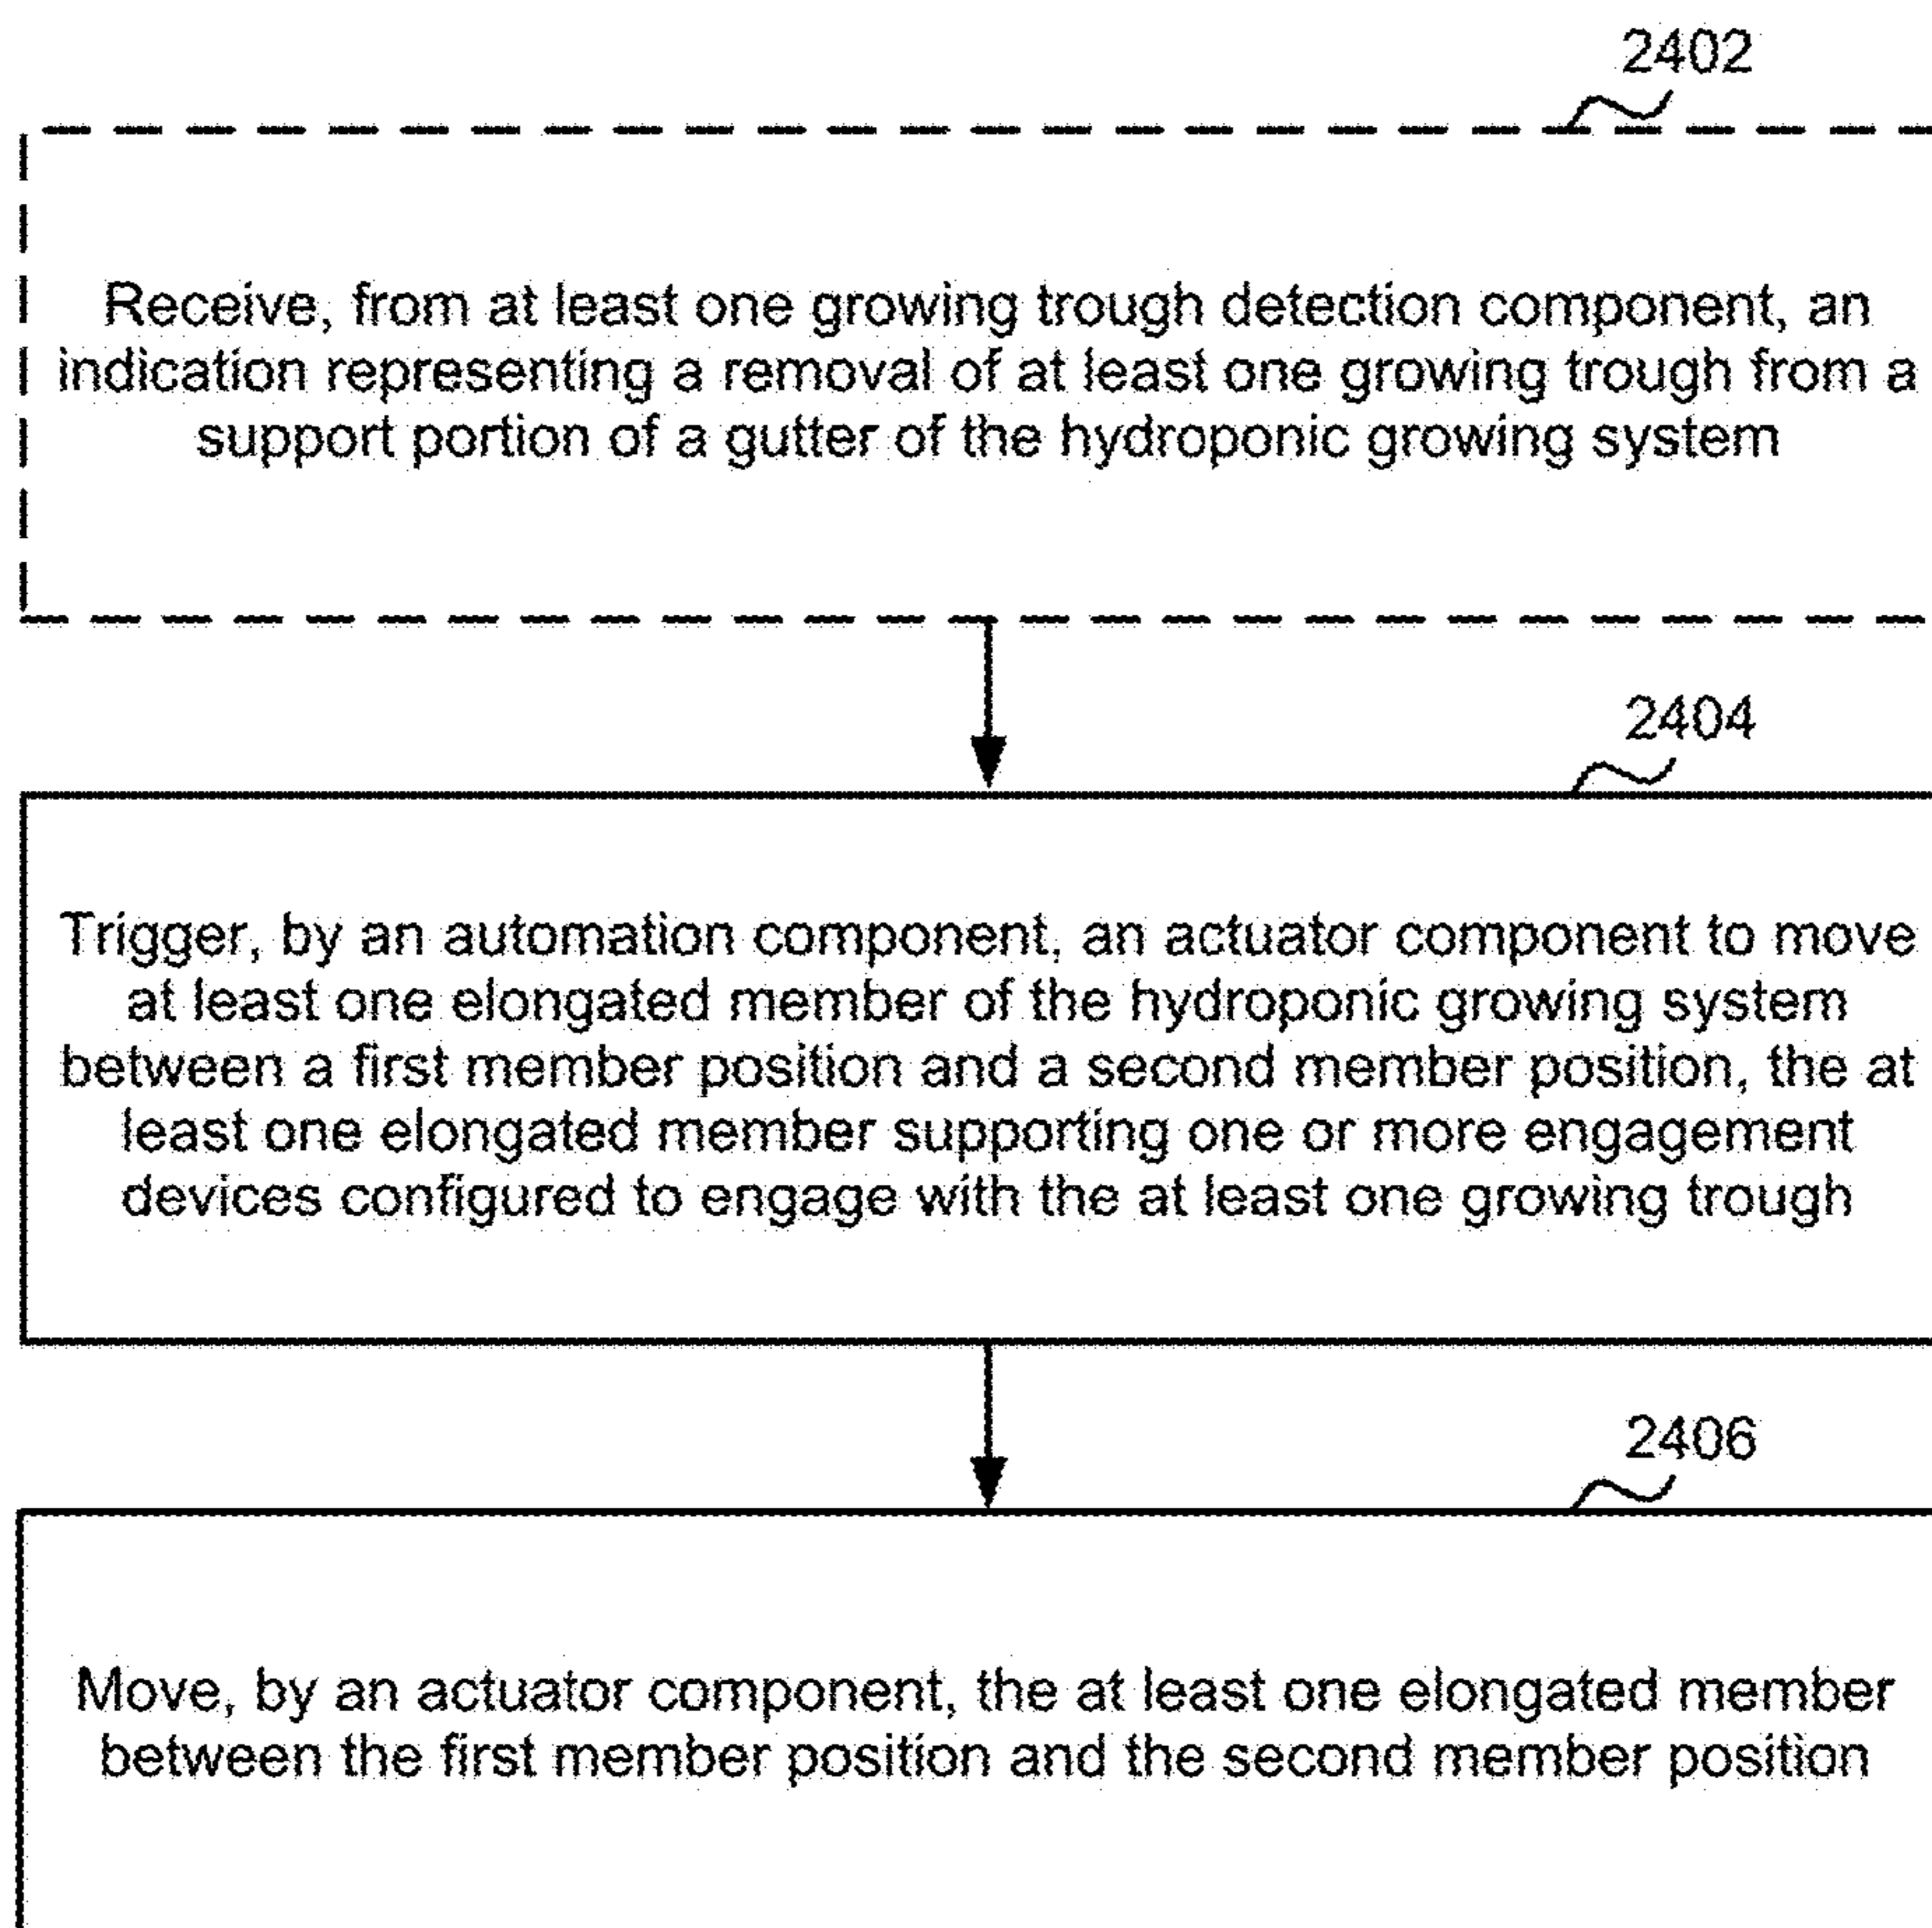 2402
Receive, from at least one growing trough detection component, an
indication representing a removal of at least one growing trough from a
support portion of a gutter of the hydroponic growing system
2404
Trigger, by an automation component, an actuator component to move
at least one elongated member of the hydroponic growing system
between a first member position and a second member position, the at
least one elongated member supporting one or more engagement
devices configured to engage with the at least one growing trough
2406
Move, by an actuator component, the at least one elongated member
between the first member position and the second member position